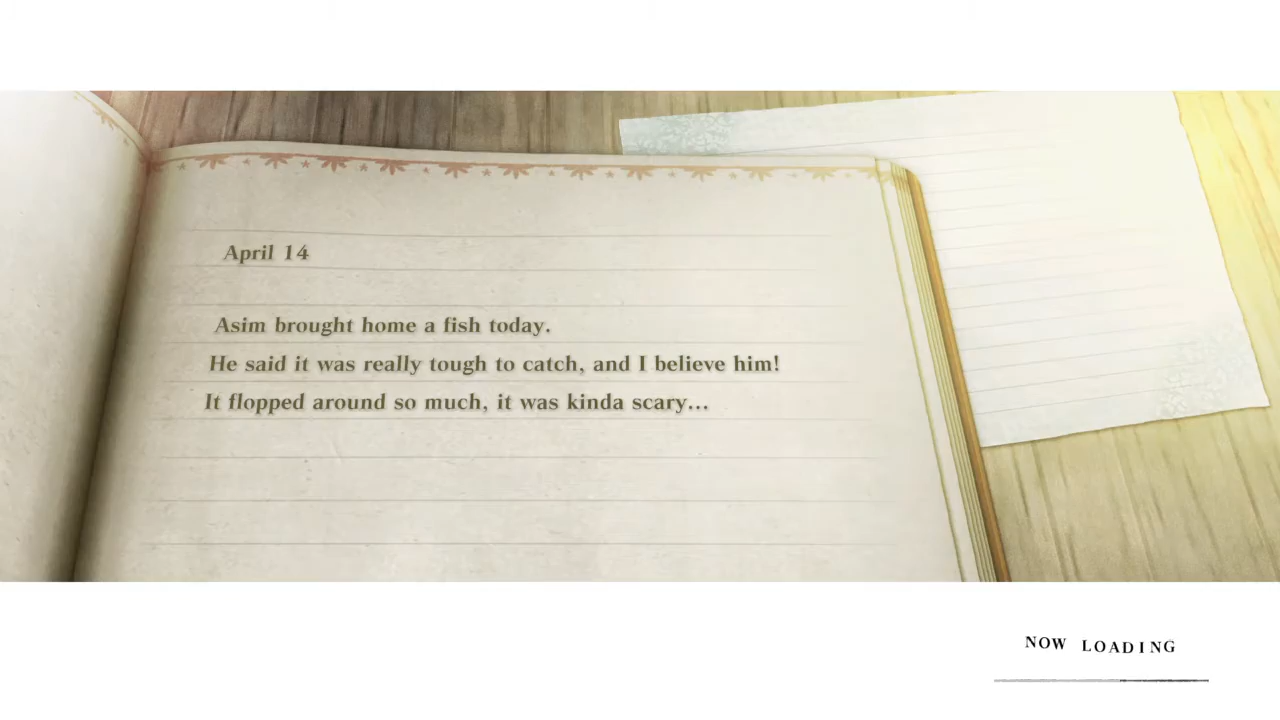 April 14
Asim brought home a fish today.
He said it was really tough to catch, and I believe him!
It flopped around so much, it was kinda scary...
NOW LOADING